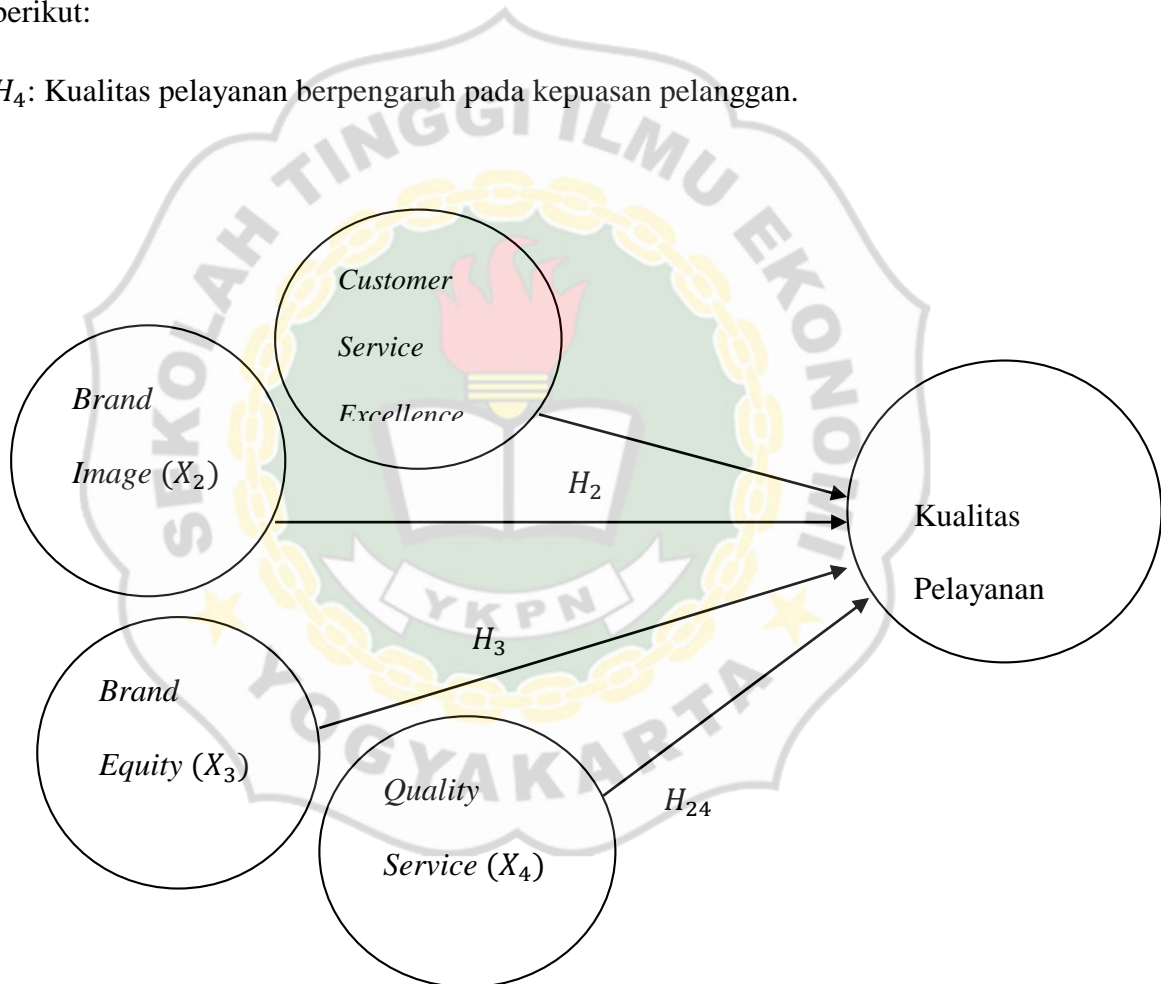 berikut:
H₄: Kualitas pelayanan berpengaruh pada kepuasan pelanggan.
SEKOLAH TINGGI ILMU EKONOMI
Customer
Service
Excellence
Brand
Image (X₂)
H₂
Kualitas
Pelayanan
YKPN
H₃
Brand
Equity (X₃)
YOGYAKARTA
Quality
Service (X₄)
H₂₄